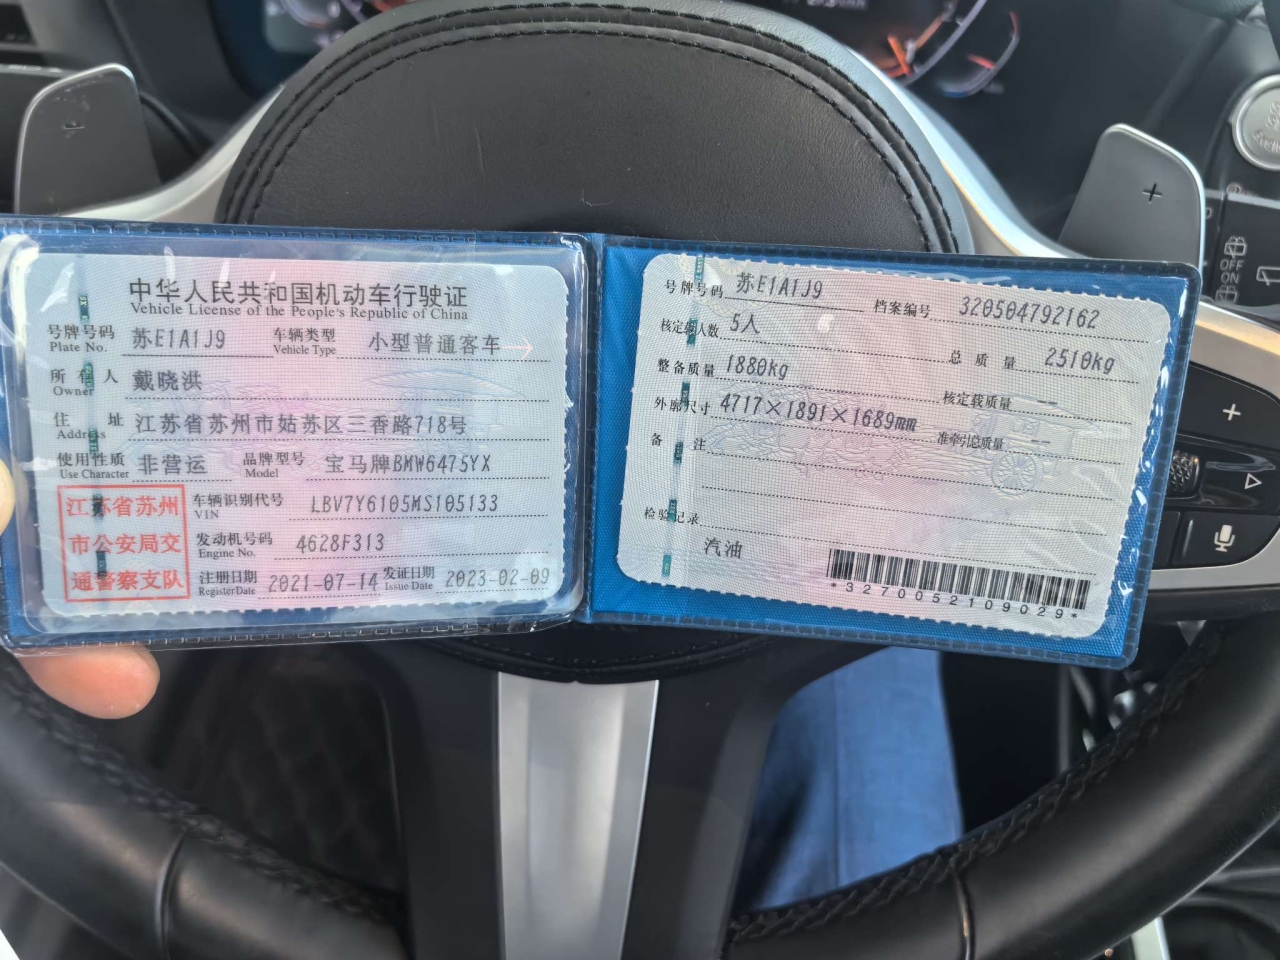 中华人民共和国机动车行驶证
Vehicle License of the People's Republic of China
号牌号码 苏E1A1J9 车辆类型 小型普通客车
Plate No. Vehicle Type
所有人 戴晓洪
Owner
住址 江苏省苏州市姑苏区三香路718号
Address
使用性质 非营运 品牌型号 宝马牌BMW6475YX
Use Character Model
江苏省苏州
市公安局交
通警察支队
车辆识别代号 LBV7Y6105MS105133
VIN
发动机号码 4628F313
Engine No.
注册日期 2021-07-14 发证日期 2023-02-09
Register Date Issue Date
号牌号码 苏E1A1J9 档案编号 320504792162
核定载人数 5人 总质量 2510kg
整备质量 1880kg 核定载质量 --
外廓尺寸 4717×1891×1689mm 准牵引总质量 --
备注
检验记录
汽油
*3270052109029*
-
+
OFF
ON
+